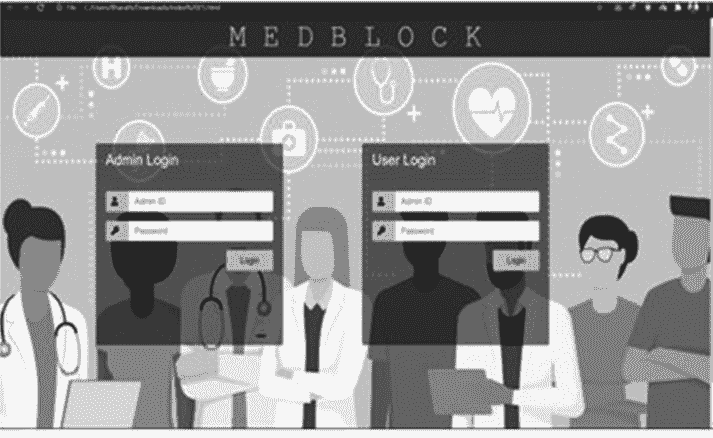 MEDBLOCK
Admin Login
Admin ID
Password
Login
User Login
Admin ID
Password
Login